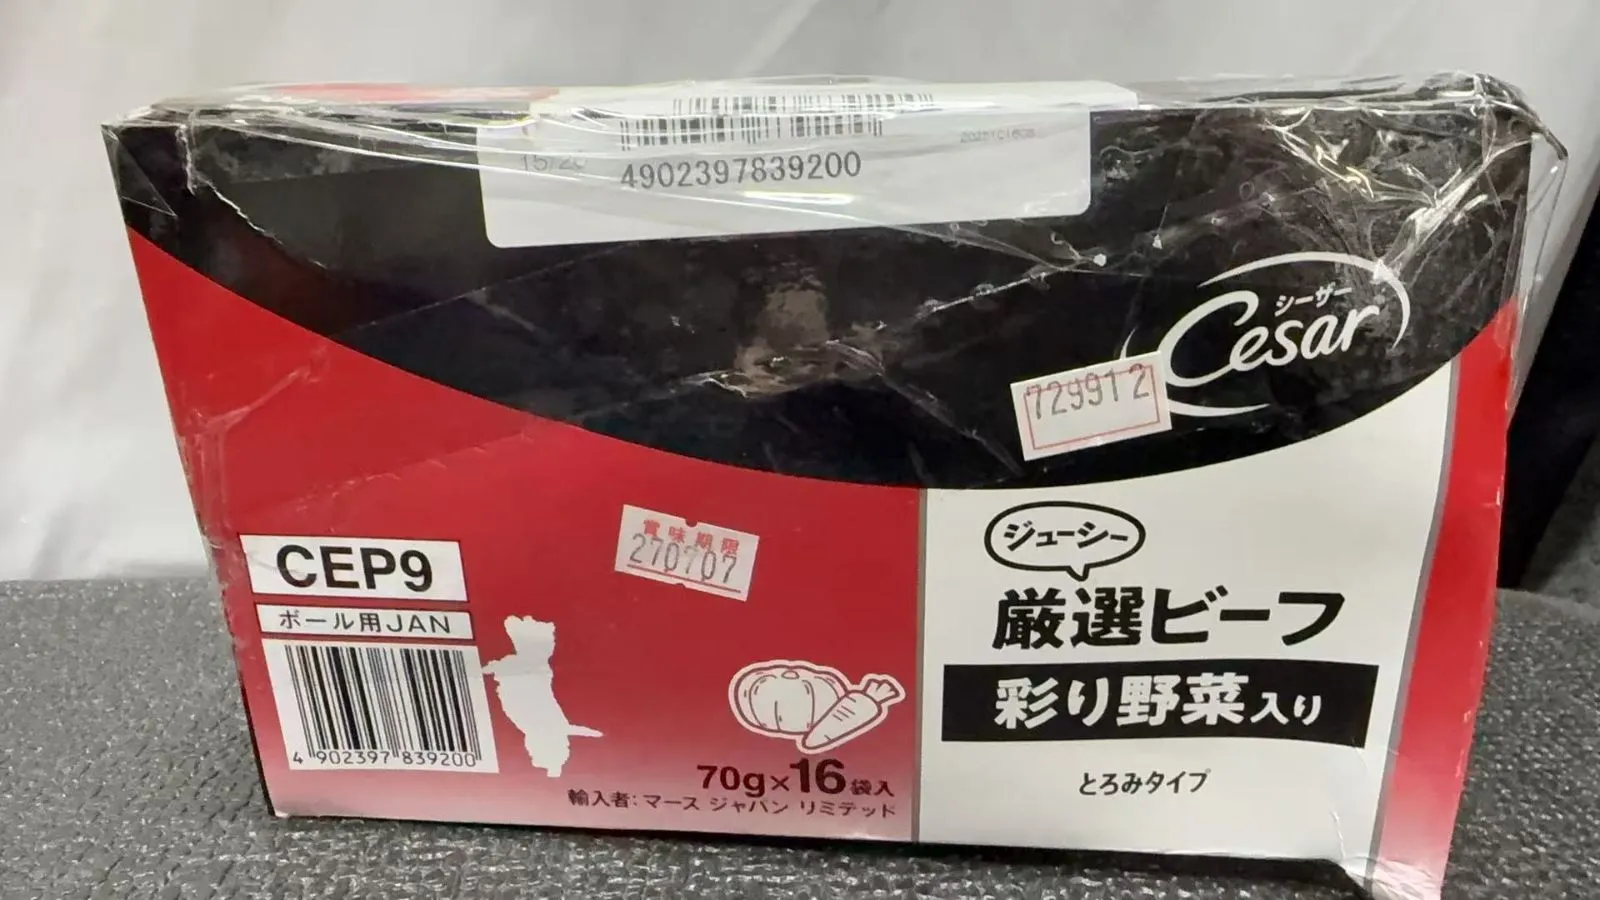 4902397839200
シーザー
Cesar
729912
賞味期限
270707
ジューシー
厳選ビーフ
彩り野菜入り
とろみタイプ
CEP9
ボール用JAN
4 902397 839200
70g×16袋入
輸入者:マース ジャパン リミテッド